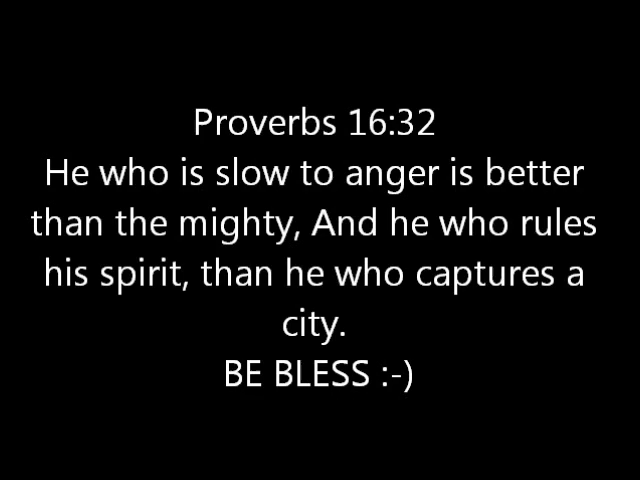 Proverbs 16:32
He who is slow to anger is better
than the mighty, And he who rules
his spirit, than he who captures a
city.
BE BLESS :-)